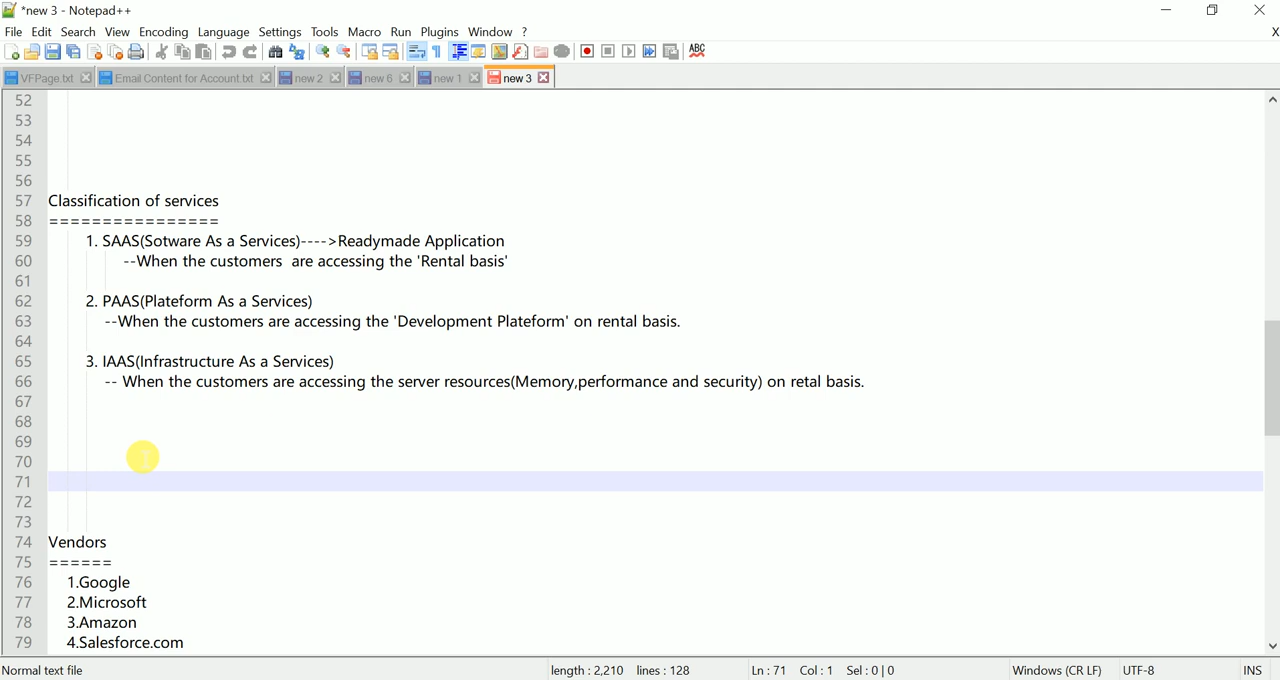 *new 3 - Notepad++
File Edit Search View Encoding Language Settings Tools Macro Run Plugins Window ? X
ABC
VFPage.txt Email Content for Account.txt new 2 new 6 new 1 new 3
52
53
54
55
56
57 Classification of services
58 ================
59 1. SAAS(Sotware As a Services)---->Readymade Application
60 --When the customers are accessing the 'Rental basis'
61
62 2. PAAS(Plateform As a Services)
63 --When the customers are accessing the 'Development Plateform' on rental basis.
64
65 3. IAAS(Infrastructure As a Services)
66 -- When the customers are accessing the server resources(Memory,performance and security) on retal basis.
67
68
69
70
71
72
73
74 Vendors
75 ======
76 1.Google
77 2.Microsoft
78 3.Amazon
79 4.Salesforce.com
Normal text file length : 2,210 lines : 128 Ln : 71 Col : 1 Sel : 0 | 0 Windows (CR LF) UTF-8 INS